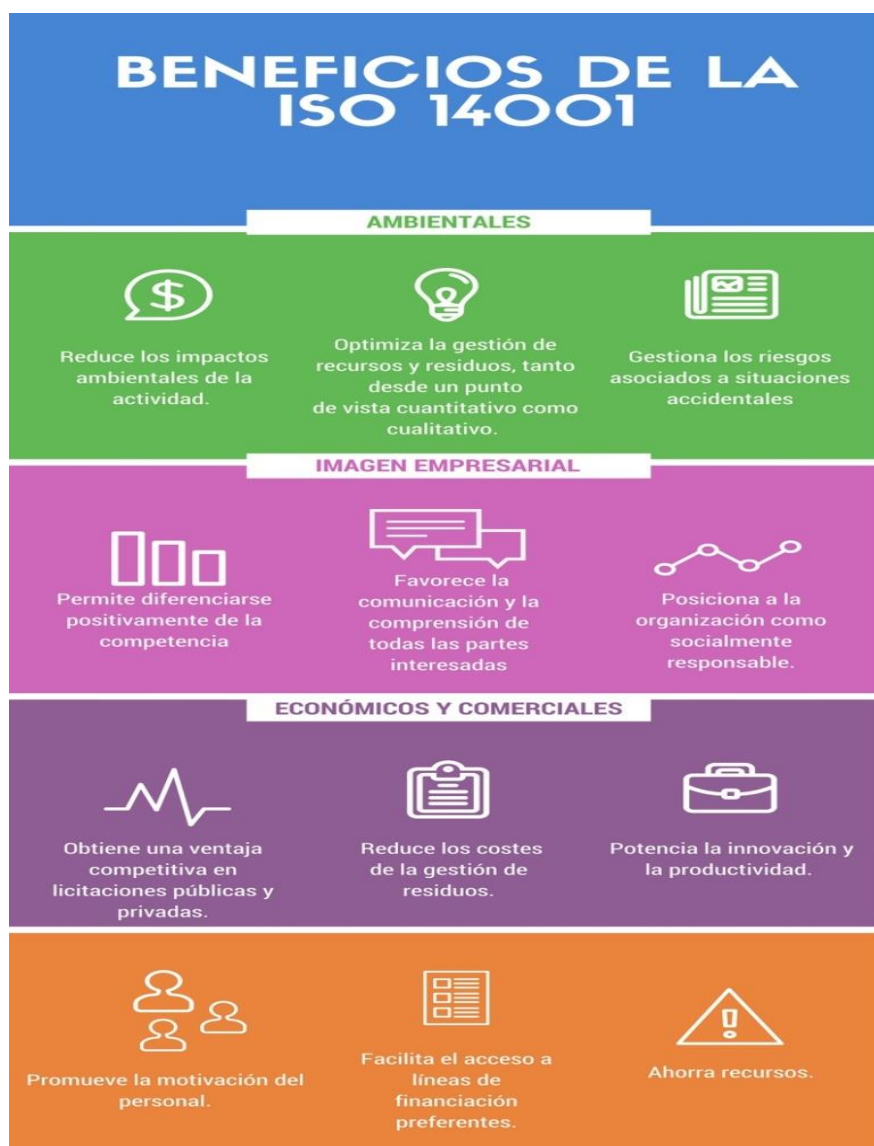 BENEFICIOS DE LA
ISO 14001
AMBIENTALES
$
Reduce los impactos
ambientales de la
actividad.
Optimiza la gestión de
recursos y residuos, tanto
desde un punto
de vista cuantitativo como
cualitativo.
Gestiona los riesgos
asociados a situaciones
accidentales
IMAGEN EMPRESARIAL
Permite diferenciarse
positivamente de la
competencia
Favorece la
comunicación y la
comprensión de
todas las partes
interesadas
Posiciona a la
organización como
socialmente
responsable.
ECONÓMICOS Y COMERCIALES
Obtiene una ventaja
competitiva en
licitaciones públicas y
privadas.
Reduce los costes
de la gestión de
residuos.
Potencia la innovación y
la productividad.
Promueve la motivación del
personal.
Facilita el acceso a
líneas de
financiación
preferentes.
!
Ahorra recursos.